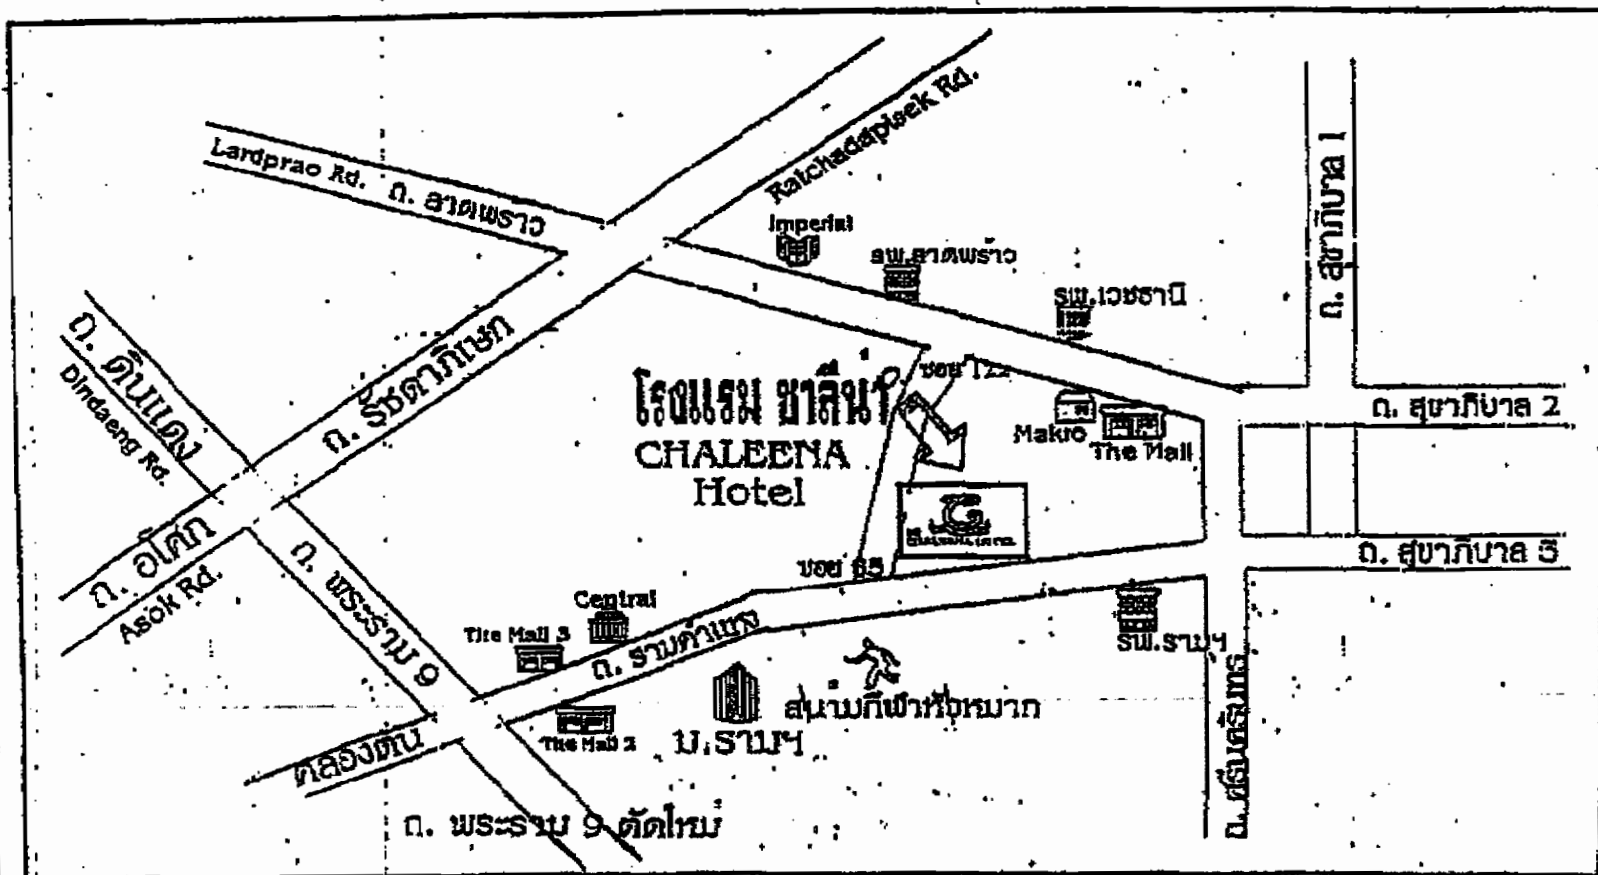 Ratchadapisek Rd.
Lardprao Rd. ถ. ลาดพร้าว
Imperial
รพ.ลาดพร้าว
รพ.เวชธานี
ถ. สุขาภิบาล 1
ถ. ดินแดง
Dindaeng Rd.
ถ. รัชดาภิเษก
โรงแรม ชาลีน่า
CHALEENA
Hotel
ซอย 122
Makro
The Mall
ถ. สุขาภิบาล 2
ถ. อโศก
Asok Rd.
ถ. พระราม 9
ซอย 65
ถ. สุขาภิบาล 3
Central
The Mall 3
ถ. รามคำแหง
รพ.รามฯ
สนามกีฬาหัวหมาก
The Mall 2
ม.รามฯ
คลองตัน
ถ. ศรีนครินทร์
ถ. พระราม 9 ตัดใหม่